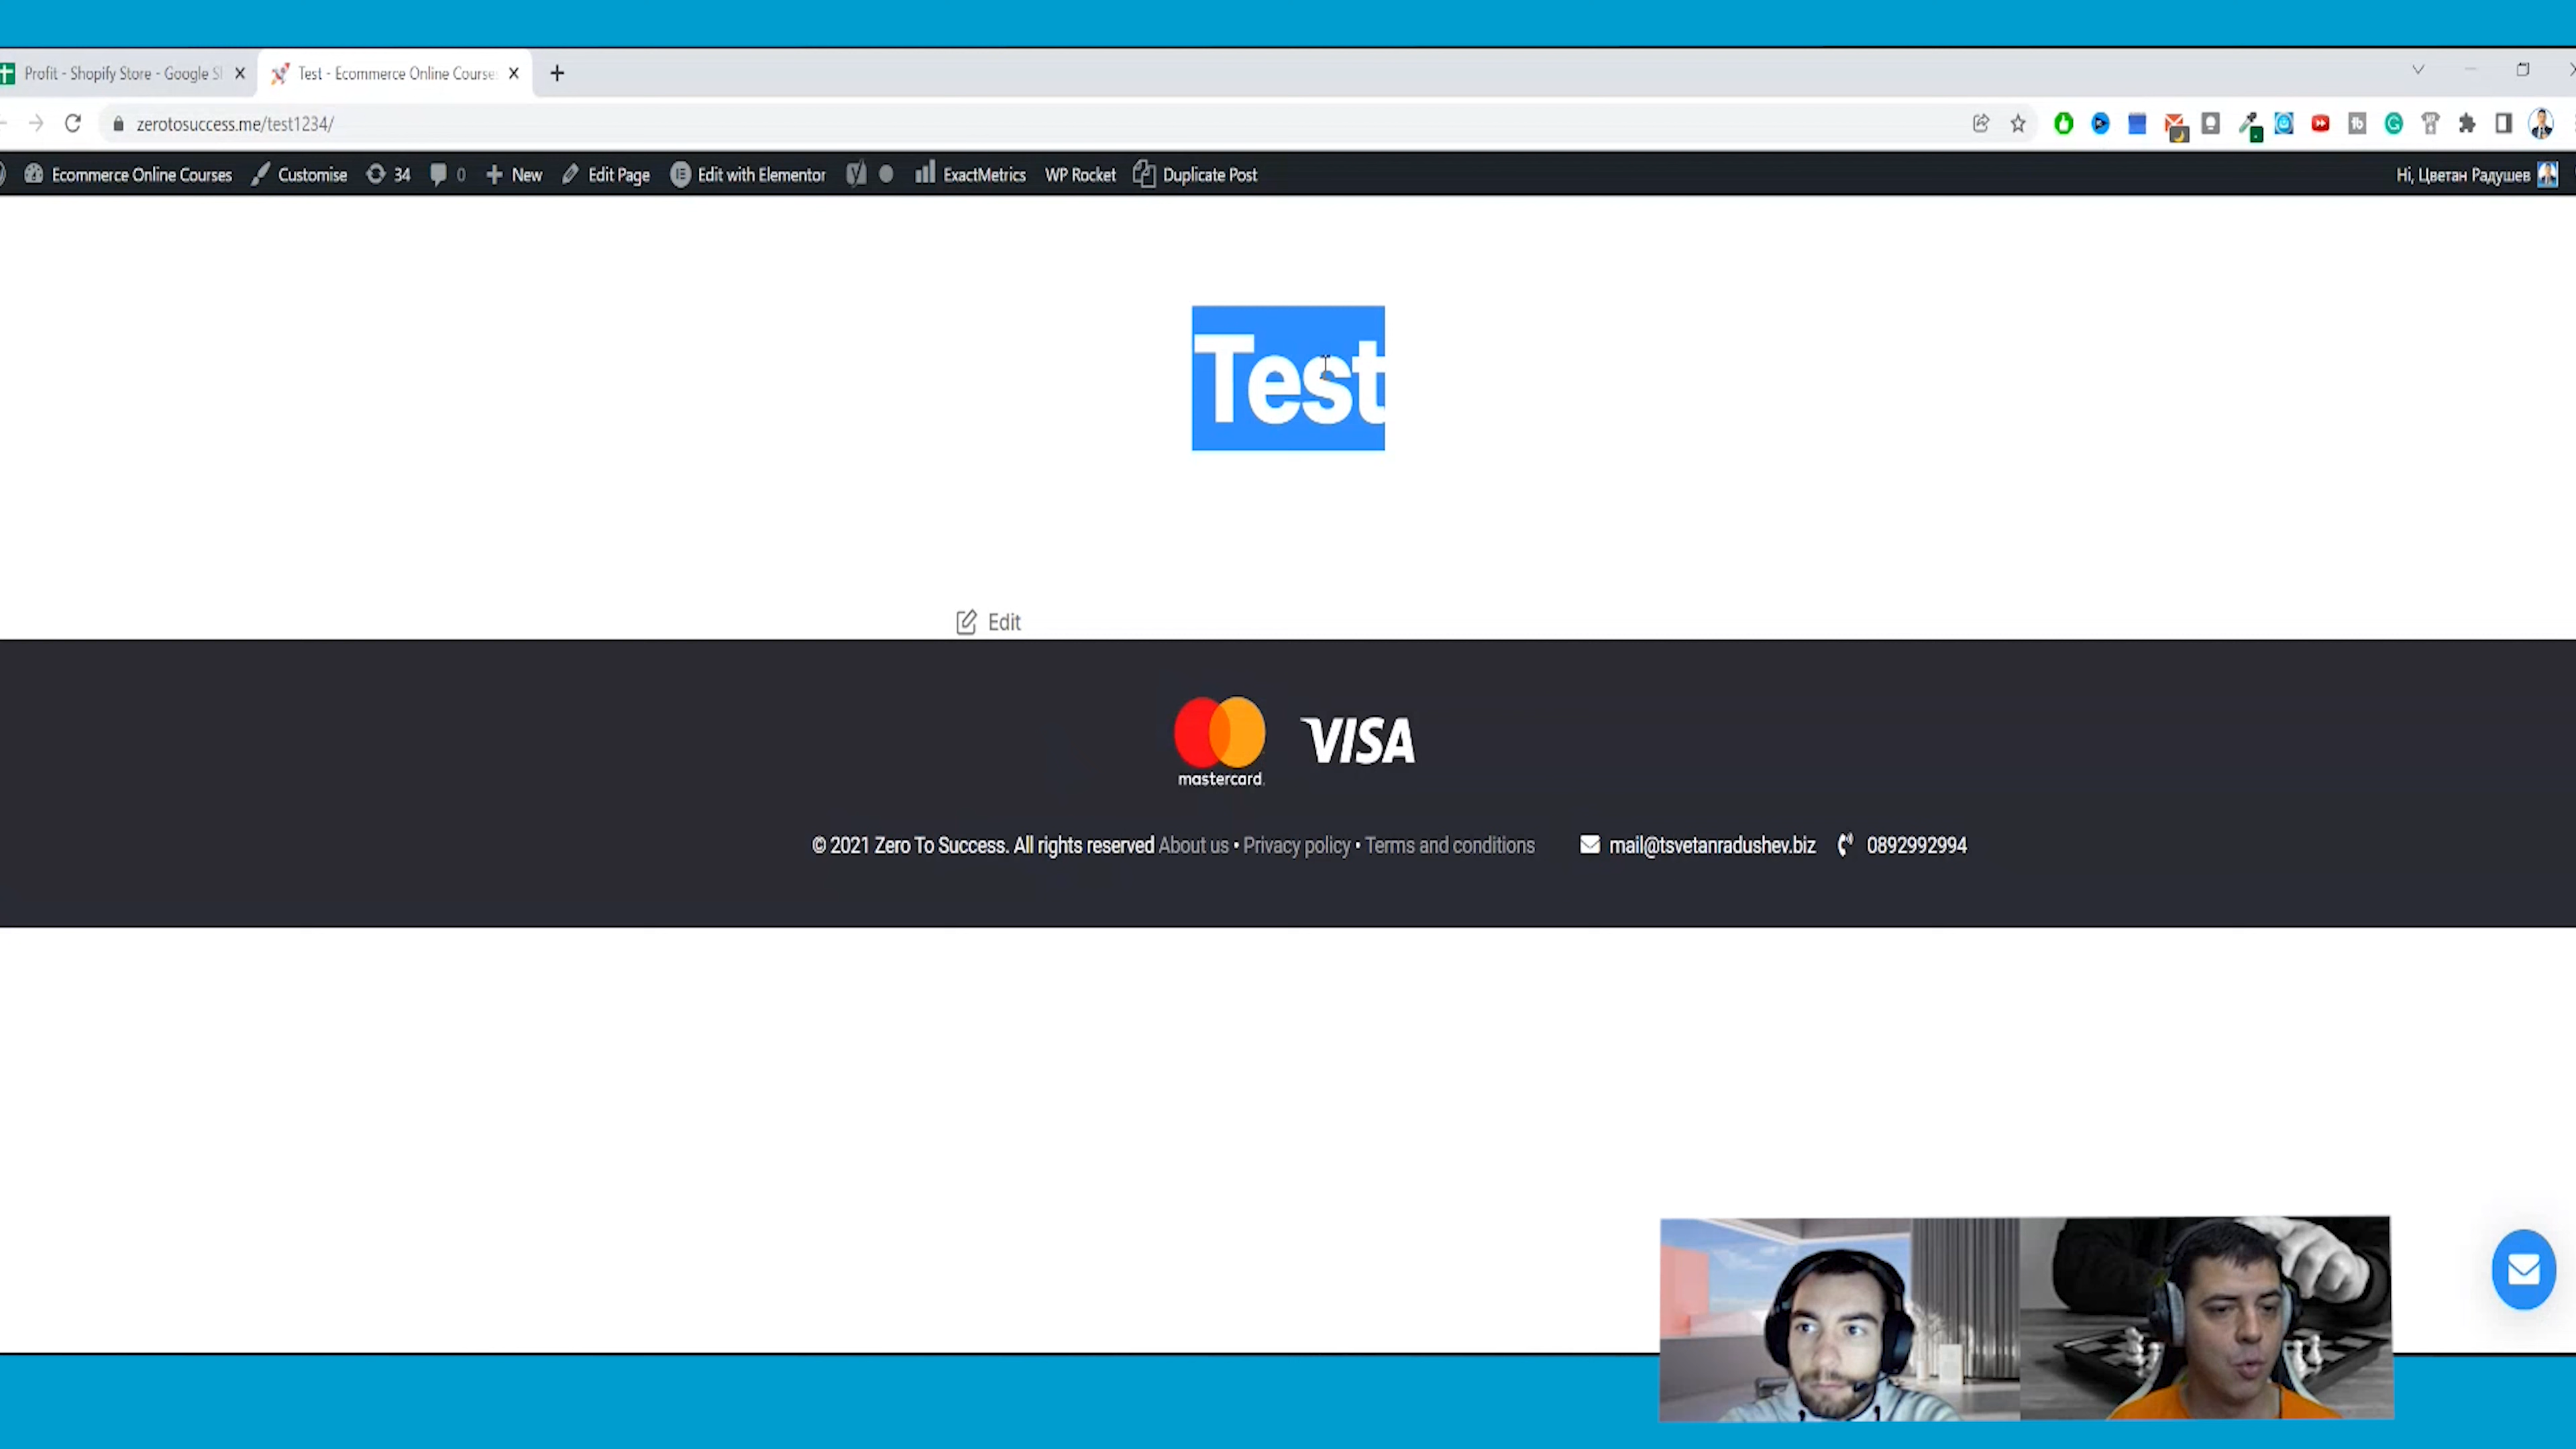 Profit - Shopify Store - Google
Test - Ecommerce Online Course
zerotosuccess.me/test1234/
Ecommerce Online Courses Customise 34 0 New Edit Page Edit with Elementor ExactMetrics WP Rocket Duplicate Post Hi, Цветан Радушев
Test
Edit
mastercard.
VISA
© 2021 Zero To Success. All rights reserved About us • Privacy policy • Terms and conditions mail@tsvetanradushev.biz 0892992994